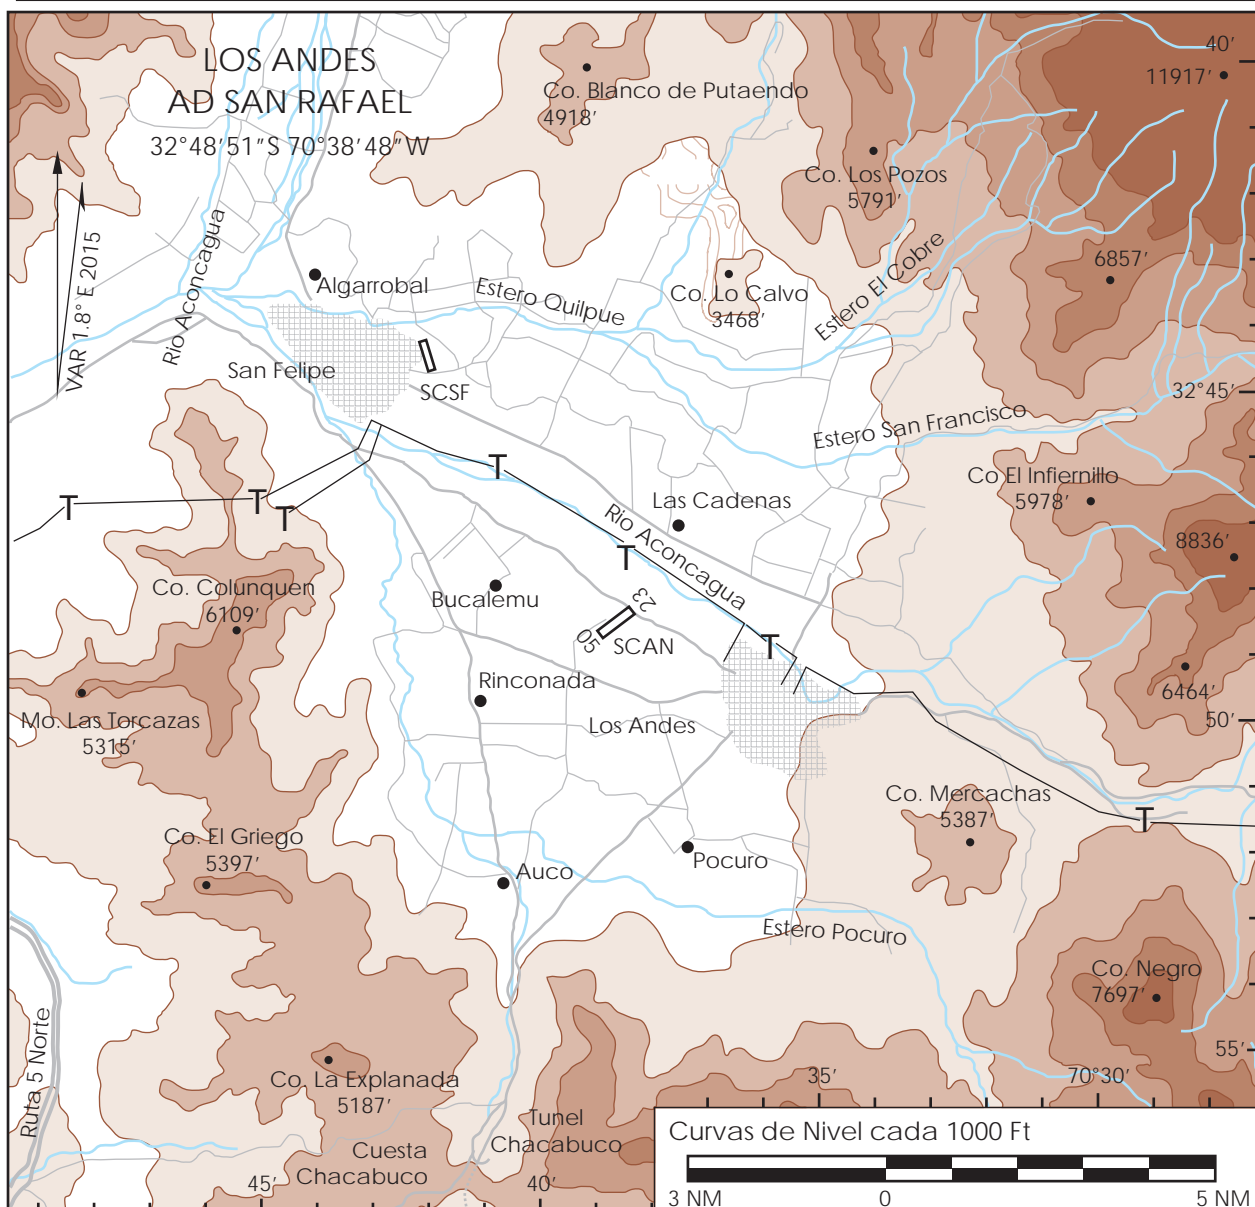 LOS ANDES
AD SAN RAFAEL
32°48'51"S 70°38'48"W
VAR 1.8° E 2015
Co. Blanco de Putaendo
4918'
40'
11917'
Co. Los Pozos
5791'
Rio Aconcagua
Algarrobal
Estero Quilpue
Co. Lo Calvo
3468'
Estero El Cobre
6857'
San Felipe
SCSF
32°45'
Estero San Francisco
T
T
T
T
Co El Infiernillo
5978'
Las Cadenas
Rio Aconcagua
8836'
T
Co. Colunquen
6109'
Bucalemu
23
05
SCAN
T
Rinconada
6464'
Mo. Las Torcazas
5315'
Los Andes
50'
Co. Mercachas
5387'
T
Co. El Griego
5397'
Auco
Pocuro
Estero Pocuro
Co. Negro
7697'
Ruta 5 Norte
Co. La Explanada
5187'
35'
70°30'
55'
Tunel
Chacabuco
Cuesta
Chacabuco
45'
40'
Curvas de Nivel cada 1000 Ft
3 NM
0
5 NM